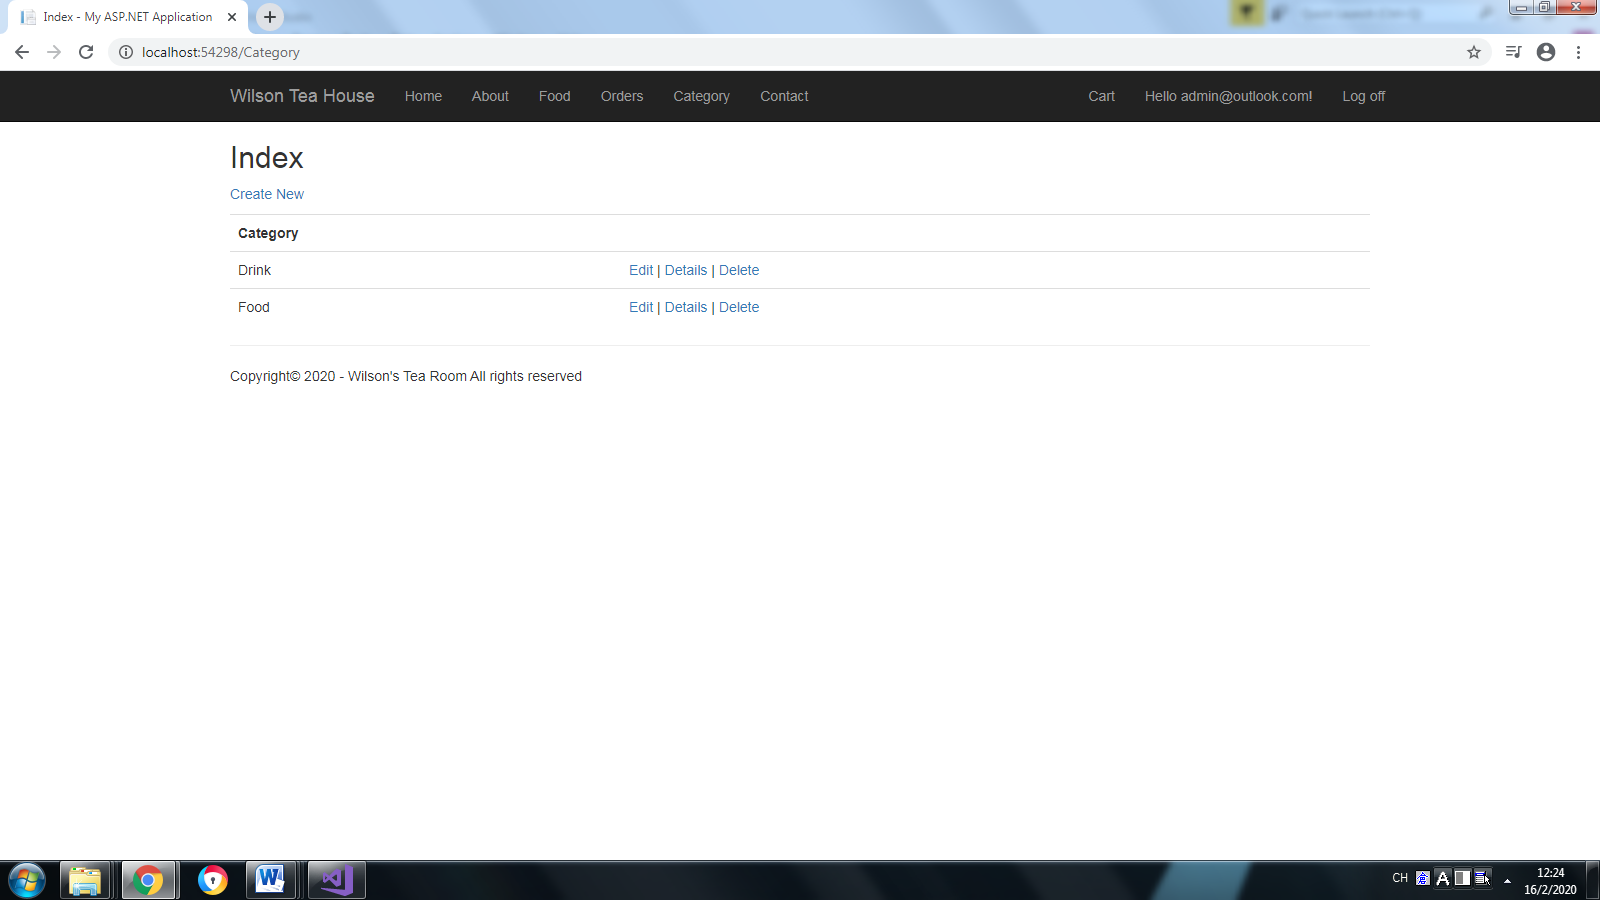 Index - My ASP.NET Application
localhost:54298/Category
Wilson Tea House Home About Food Orders Category Contact Cart Hello admin@outlook.com! Log off
Index
Create New
Category
Drink Edit | Details | Delete
Food Edit | Details | Delete
Copyright© 2020 - Wilson's Tea Room All rights reserved
CH 12:24
16/2/2020